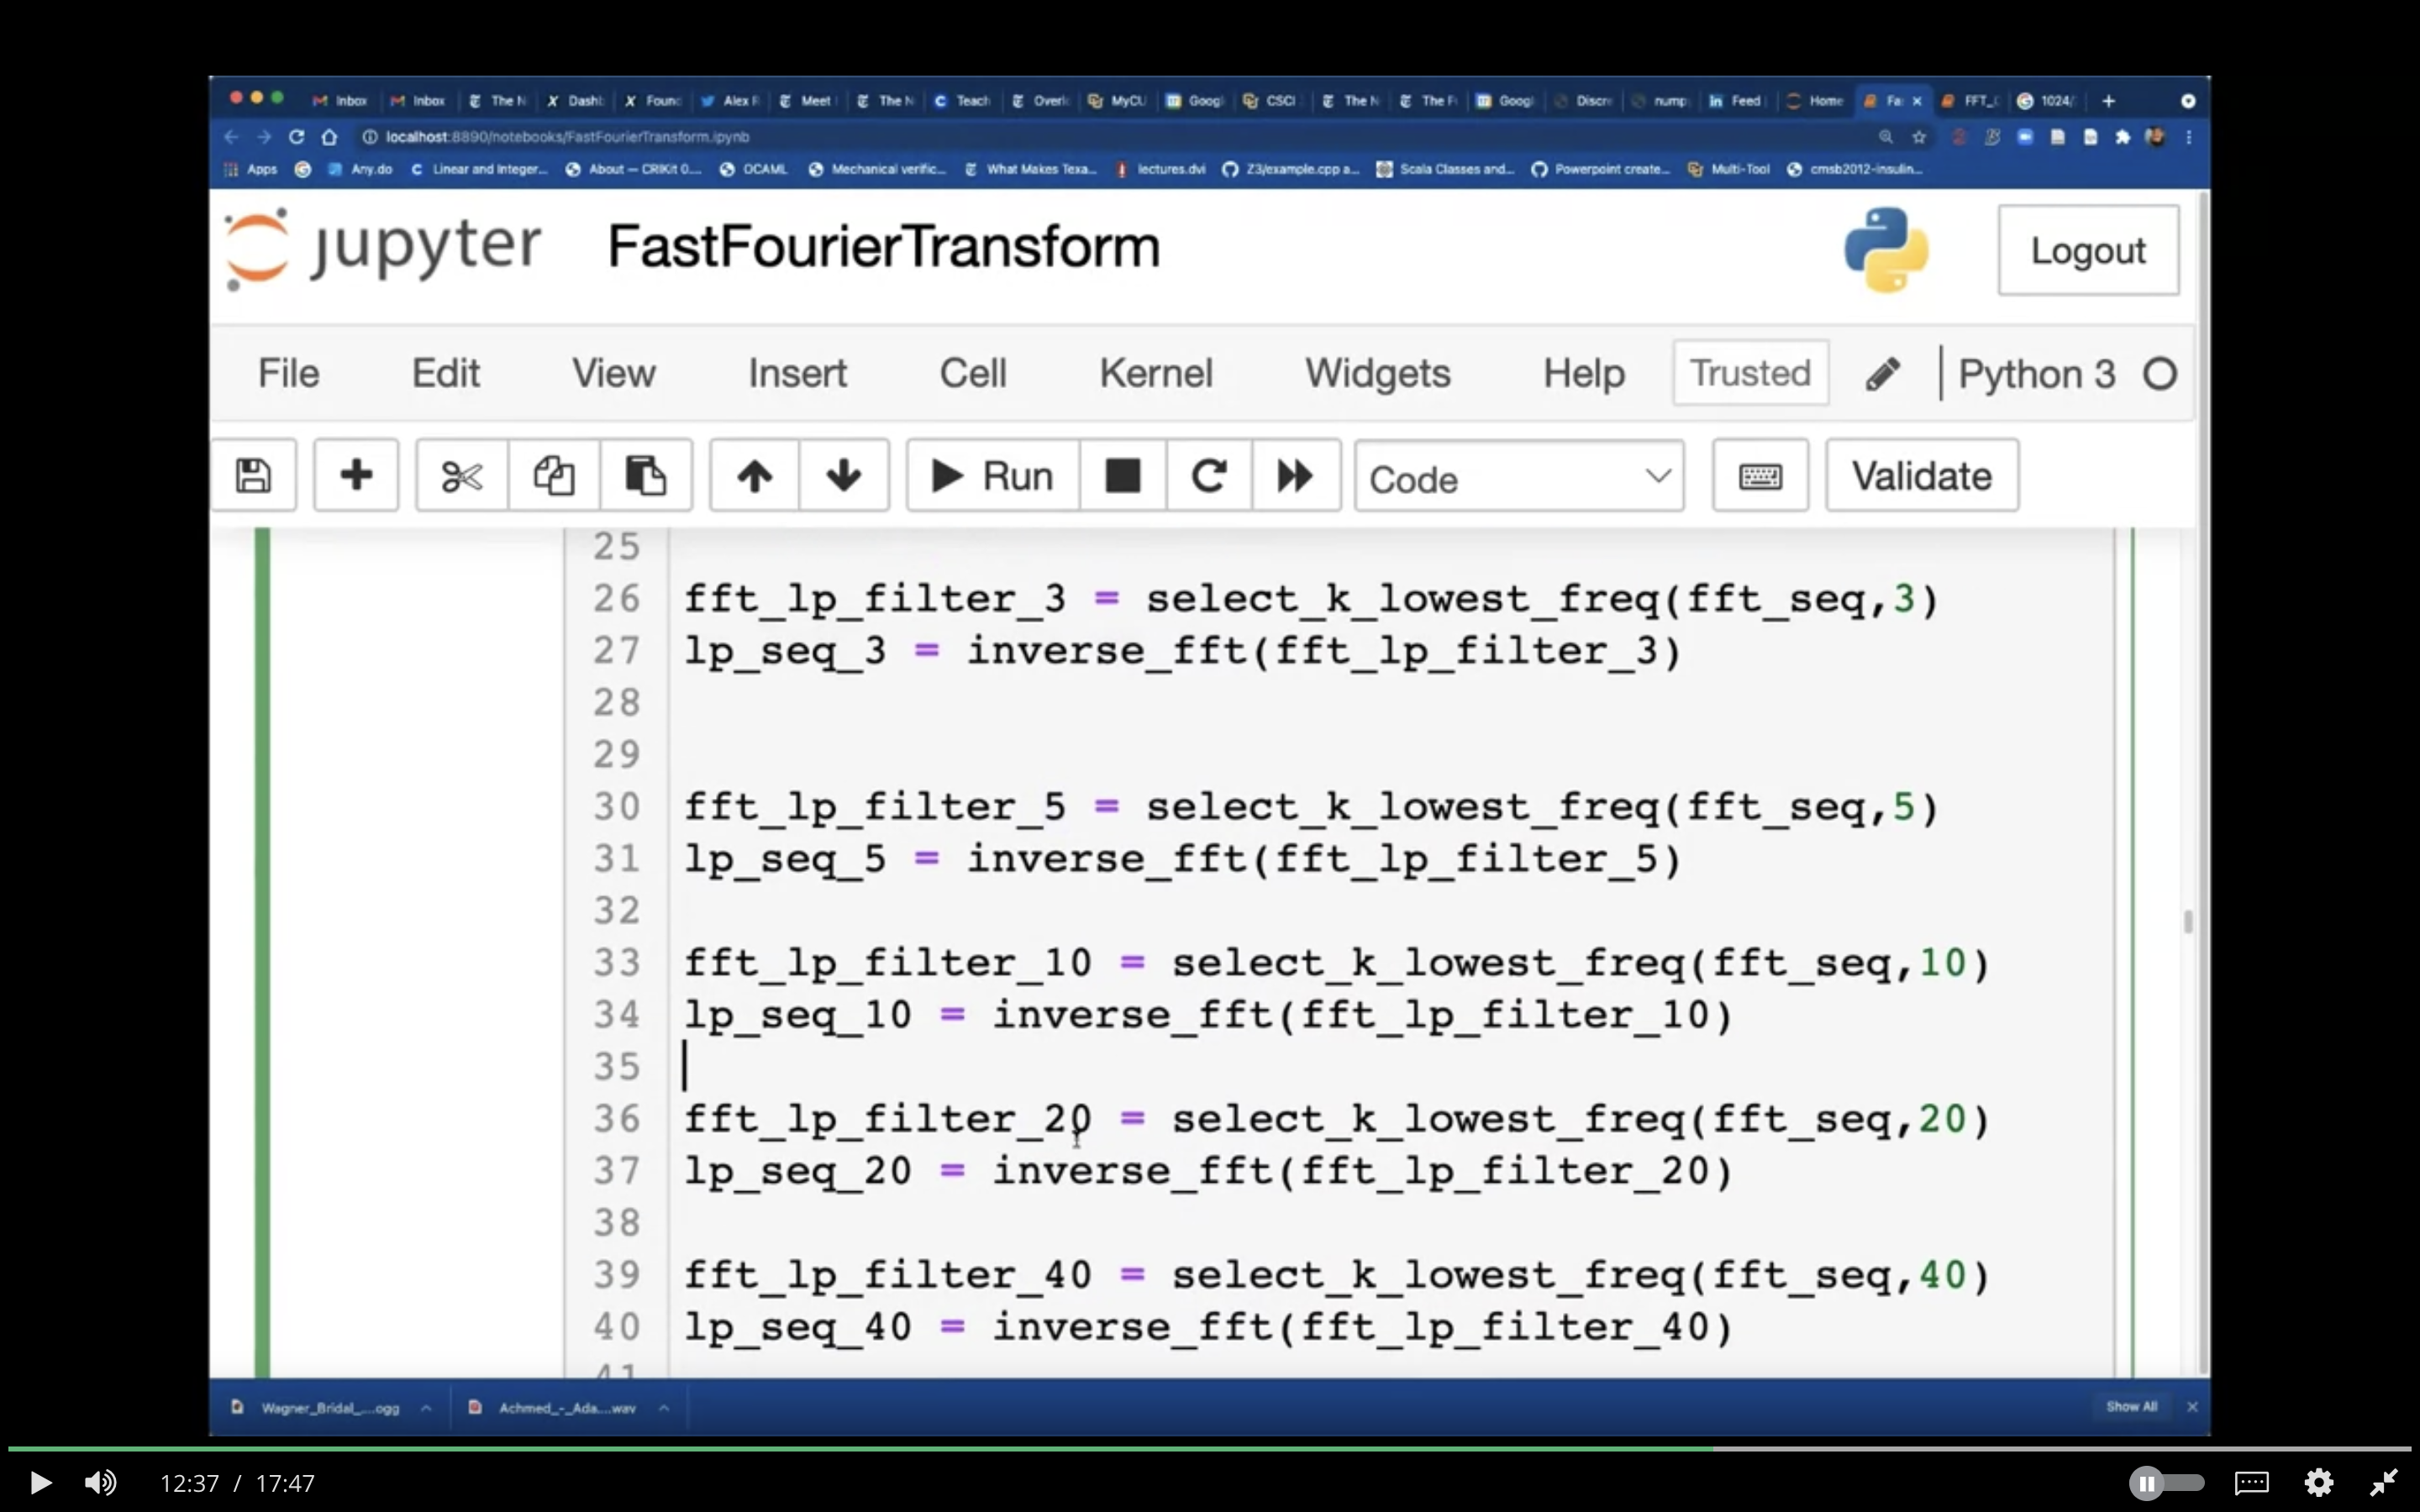 Inbox Inbox The N Dashb Found Alex R Meet The N Teach Overl MyCU Googl CSCI The N The Fi Googl Discre nump Feed Home Fa FFT_C 1024/
localhost:8890/notebooks/FastFourierTransform.ipynb
Apps Any.do Linear and Integer... About — CRIKit 0.... OCAML Mechanical verific... What Makes Texa... lectures.dvi Z3/example.cpp a... Scala Classes and... Powerpoint create... Multi-Tool cmsb2012-insulin...
jupyter FastFourierTransform Logout
File Edit View Insert Cell Kernel Widgets Help Trusted Python 3
Run Code Validate
25
26 fft_lp_filter_3 = select_k_lowest_freq(fft_seq,3)
27 lp_seq_3 = inverse_fft(fft_lp_filter_3)
28
29
30 fft_lp_filter_5 = select_k_lowest_freq(fft_seq,5)
31 lp_seq_5 = inverse_fft(fft_lp_filter_5)
32
33 fft_lp_filter_10 = select_k_lowest_freq(fft_seq,10)
34 lp_seq_10 = inverse_fft(fft_lp_filter_10)
35
36 fft_lp_filter_20 = select_k_lowest_freq(fft_seq,20)
37 lp_seq_20 = inverse_fft(fft_lp_filter_20)
38
39 fft_lp_filter_40 = select_k_lowest_freq(fft_seq,40)
40 lp_seq_40 = inverse_fft(fft_lp_filter_40)
41
Wagner_Bridal_....ogg Achmed_-_Ada....wav Show All
12:37 / 17:47